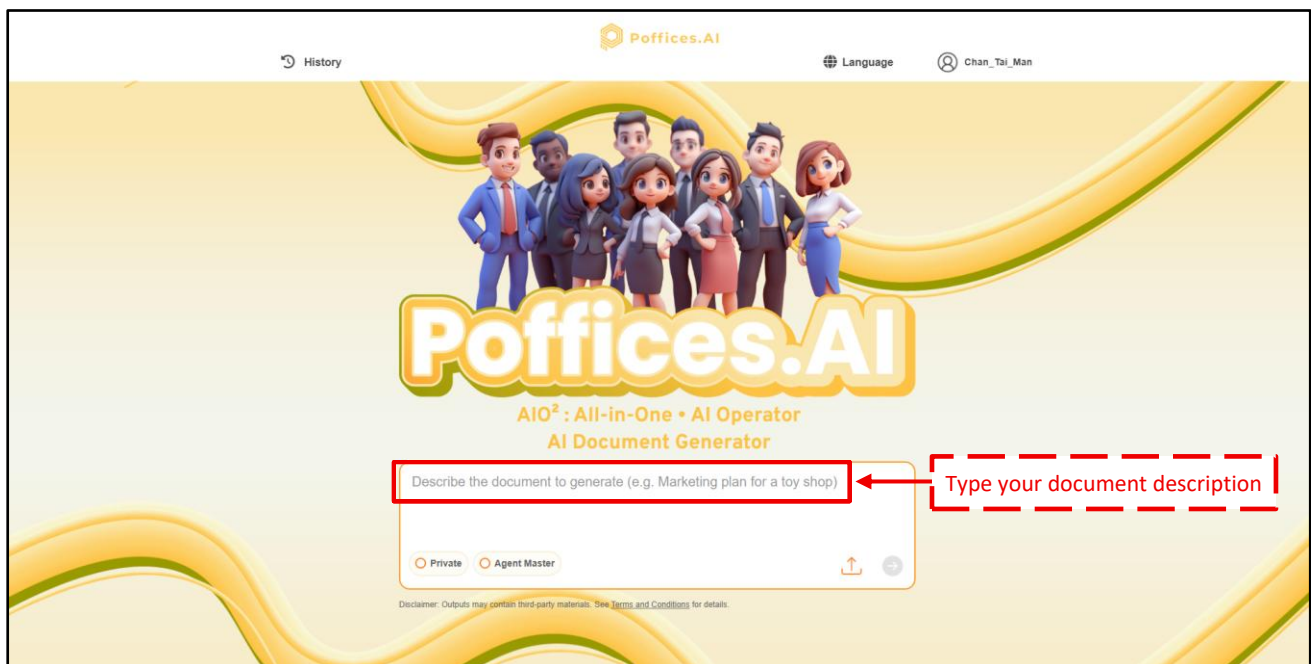 Poffices.AI
History
Language
Chan_Tai_Man
Poffices.AI
AIO² : All-in-One • AI Operator
AI Document Generator
Describe the document to generate (e.g. Marketing plan for a toy shop)
Type your document description
Private
Agent Master
Disclaimer: Outputs may contain third-party materials. See Terms and Conditions for details.